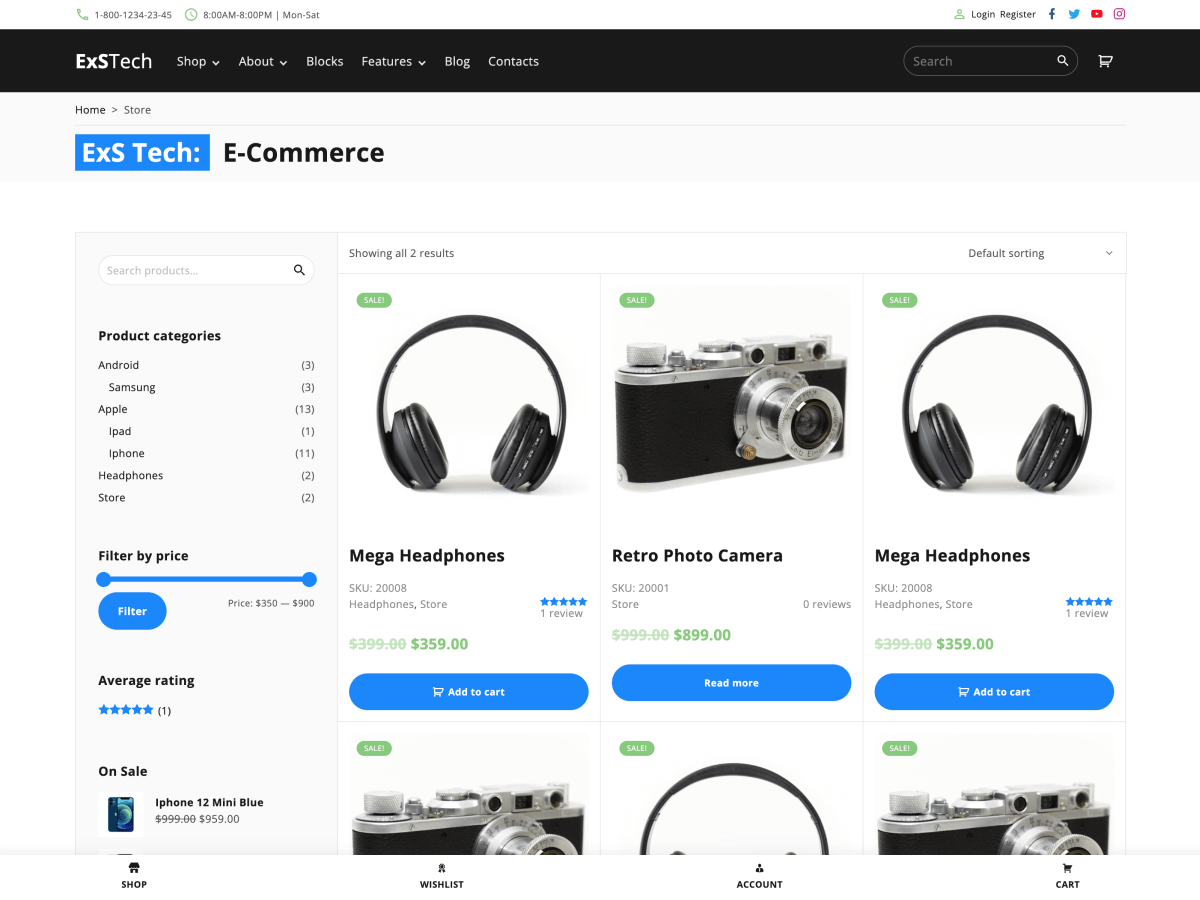 1-800-1234-23-45
8:00AM-8:00PM | Mon-Sat
Login Register
ExSTech
Shop
About
Blocks
Features
Blog
Contacts
Search
Home > Store
ExS Tech: E-Commerce
Search products...
Product categories
Android (3)
Samsung (3)
Apple (13)
Ipad (1)
Iphone (11)
Headphones (2)
Store (2)
Filter by price
Filter
Price: $350 — $900
Average rating
(1)
On Sale
Iphone 12 Mini Blue
$999.00 $959.00
Showing all 2 results
Default sorting
SALE!
Mega Headphones
SKU: 20008
Headphones, Store
1 review
$399.00 $359.00
Add to cart
SALE!
Retro Photo Camera
SKU: 20001
Store
0 reviews
$999.00 $899.00
Read more
SALE!
Mega Headphones
SKU: 20008
Headphones, Store
1 review
$399.00 $359.00
Add to cart
SALE!
SALE!
SALE!
SHOP
WISHLIST
ACCOUNT
CART